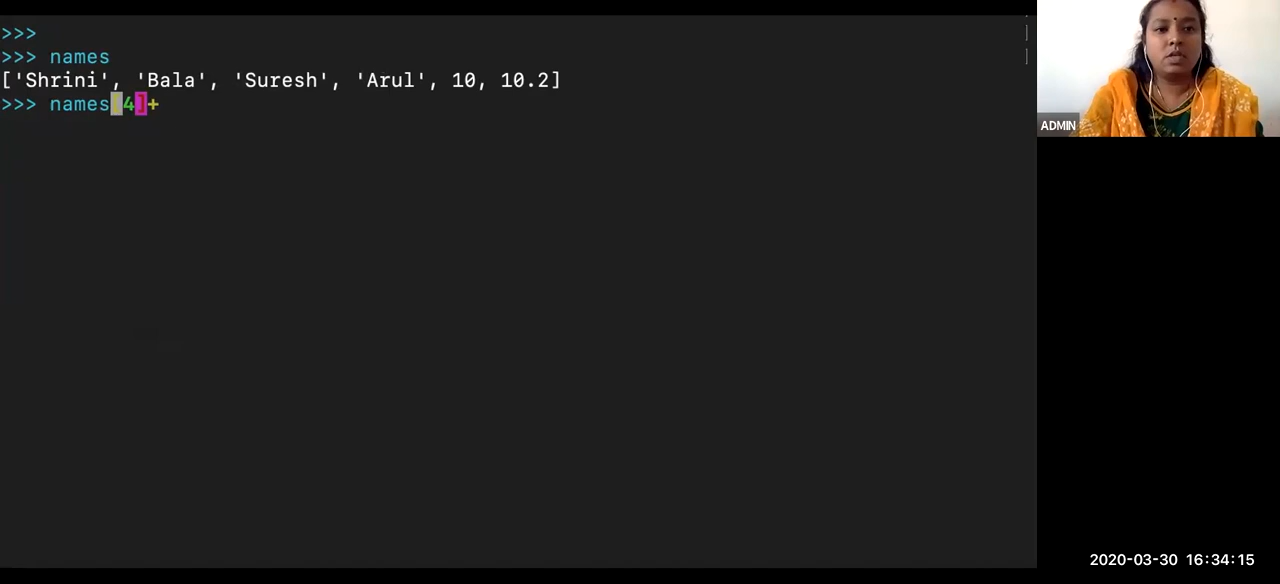 >>>
>>> names
['Shrini', 'Bala', 'Suresh', 'Arul', 10, 10.2]
>>> names[4]+
]
]
ADMIN
2020-03-30 16:34:15